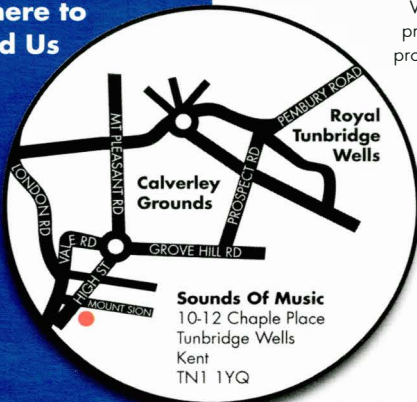 here to
d Us
V
pr
pro
PEMBURY ROAD
Royal
Tunbridge
Wells
MT PLEASANT RD
Calverley
Grounds
PROSPECT RD
LONDON RD
VALE RD
GROVE HILL RD
HIGH ST
MOUNT SION
Sounds Of Music
10-12 Chaple Place
Tunbridge Wells
Kent
TN1 1YQ